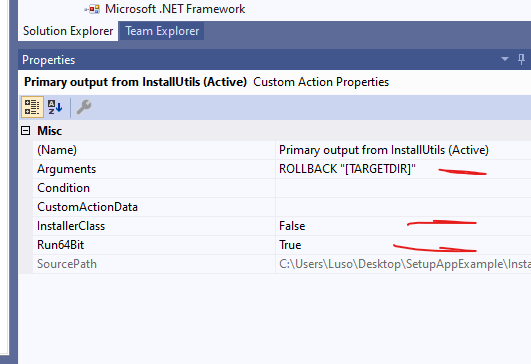 Microsoft .NET Framework
Solution Explorer Team Explorer
Properties
Primary output from InstallUtils (Active) Custom Action Properties
Misc
(Name) Primary output from InstallUtils (Active)
Arguments ROLLBACK "[TARGETDIR]"
Condition
CustomActionData
InstallerClass False
Run64Bit True
SourcePath C:\Users\Luso\Desktop\SetupAppExample\Insta